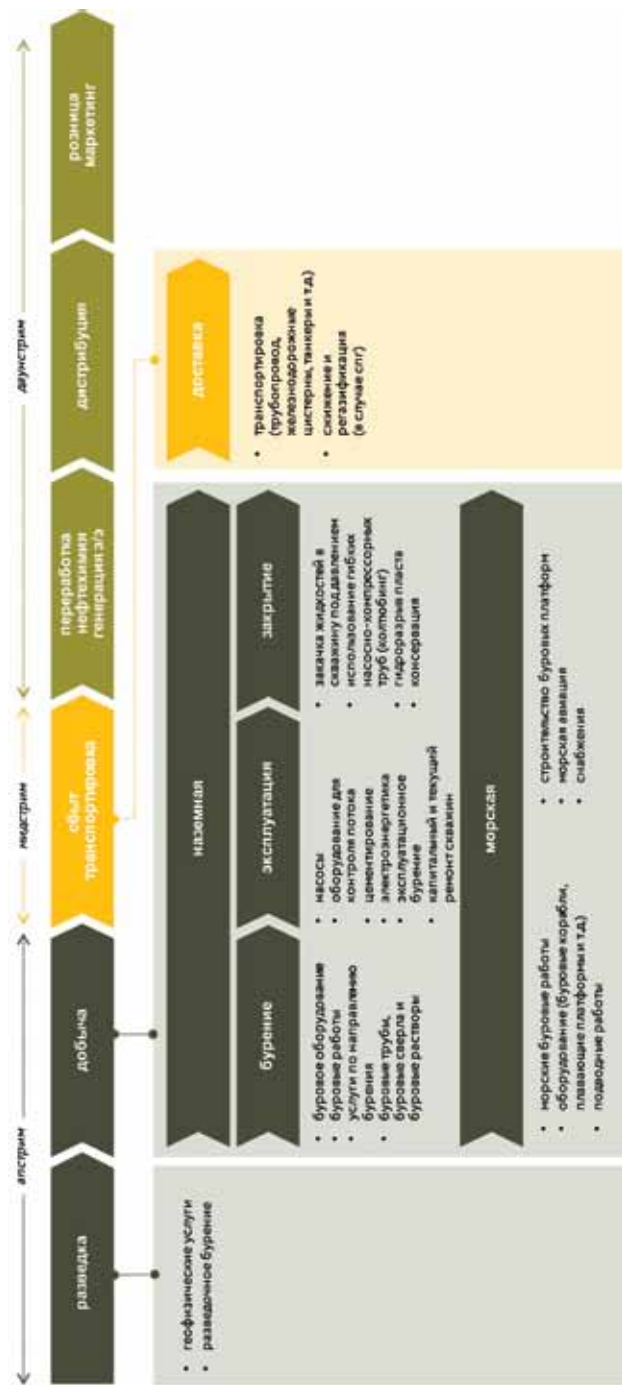 апстрим
мидстрим
даунстрим
разведка
добыча
сбыт
транспортировка
переработка
нефтехимия
генерация э/э
дистрибуция
розница
маркетинг
• геофизические услуги
• разведочное бурение
наземная
бурение
• буровое оборудование
• буровые работы
• услуги по направлению
бурения
• буровые трубы,
буровые сверла и
буровые растворы
эксплуатация
• насосы
• оборудование для
контроля потока
• цементирование
• электроэнергетика
• эксплуатационное
бурение
• капитальный и текущий
ремонт скважин
закрытие
• закачка жидкостей в
скважину под давлением
• использование гибких
насосно-компрессорных
труб (колтюбинг)
• гидроразрыв пласта
• консервация
морская
• морские буровые работы
• оборудование (буровые корабли,
плавающие платформы и т.д.)
• подводные работы
• строительство буровых платформ
• морская авиация
• снабжения
доставка
• транспортировка
(трубопровод,
железнодорожные
цистерны, танкеры и т.д.)
• сжижение и
регазификация
(в случае спг)